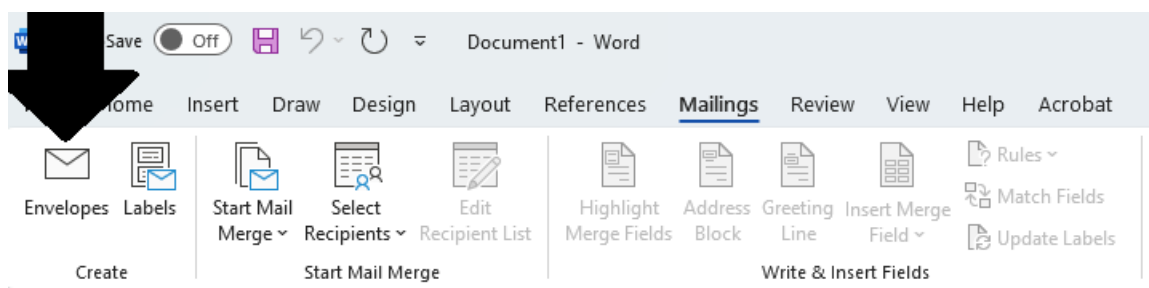 Save Off Document1 - Word
Insert Draw Design Layout References Mailings Review View Help Acrobat
Envelopes Labels
Start Mail Merge
Select Recipients
Edit Recipient List
Highlight Merge Fields
Address Block
Greeting Line
Insert Merge Field
Rules
Match Fields
Update Labels
Create
Start Mail Merge
Write & Insert Fields